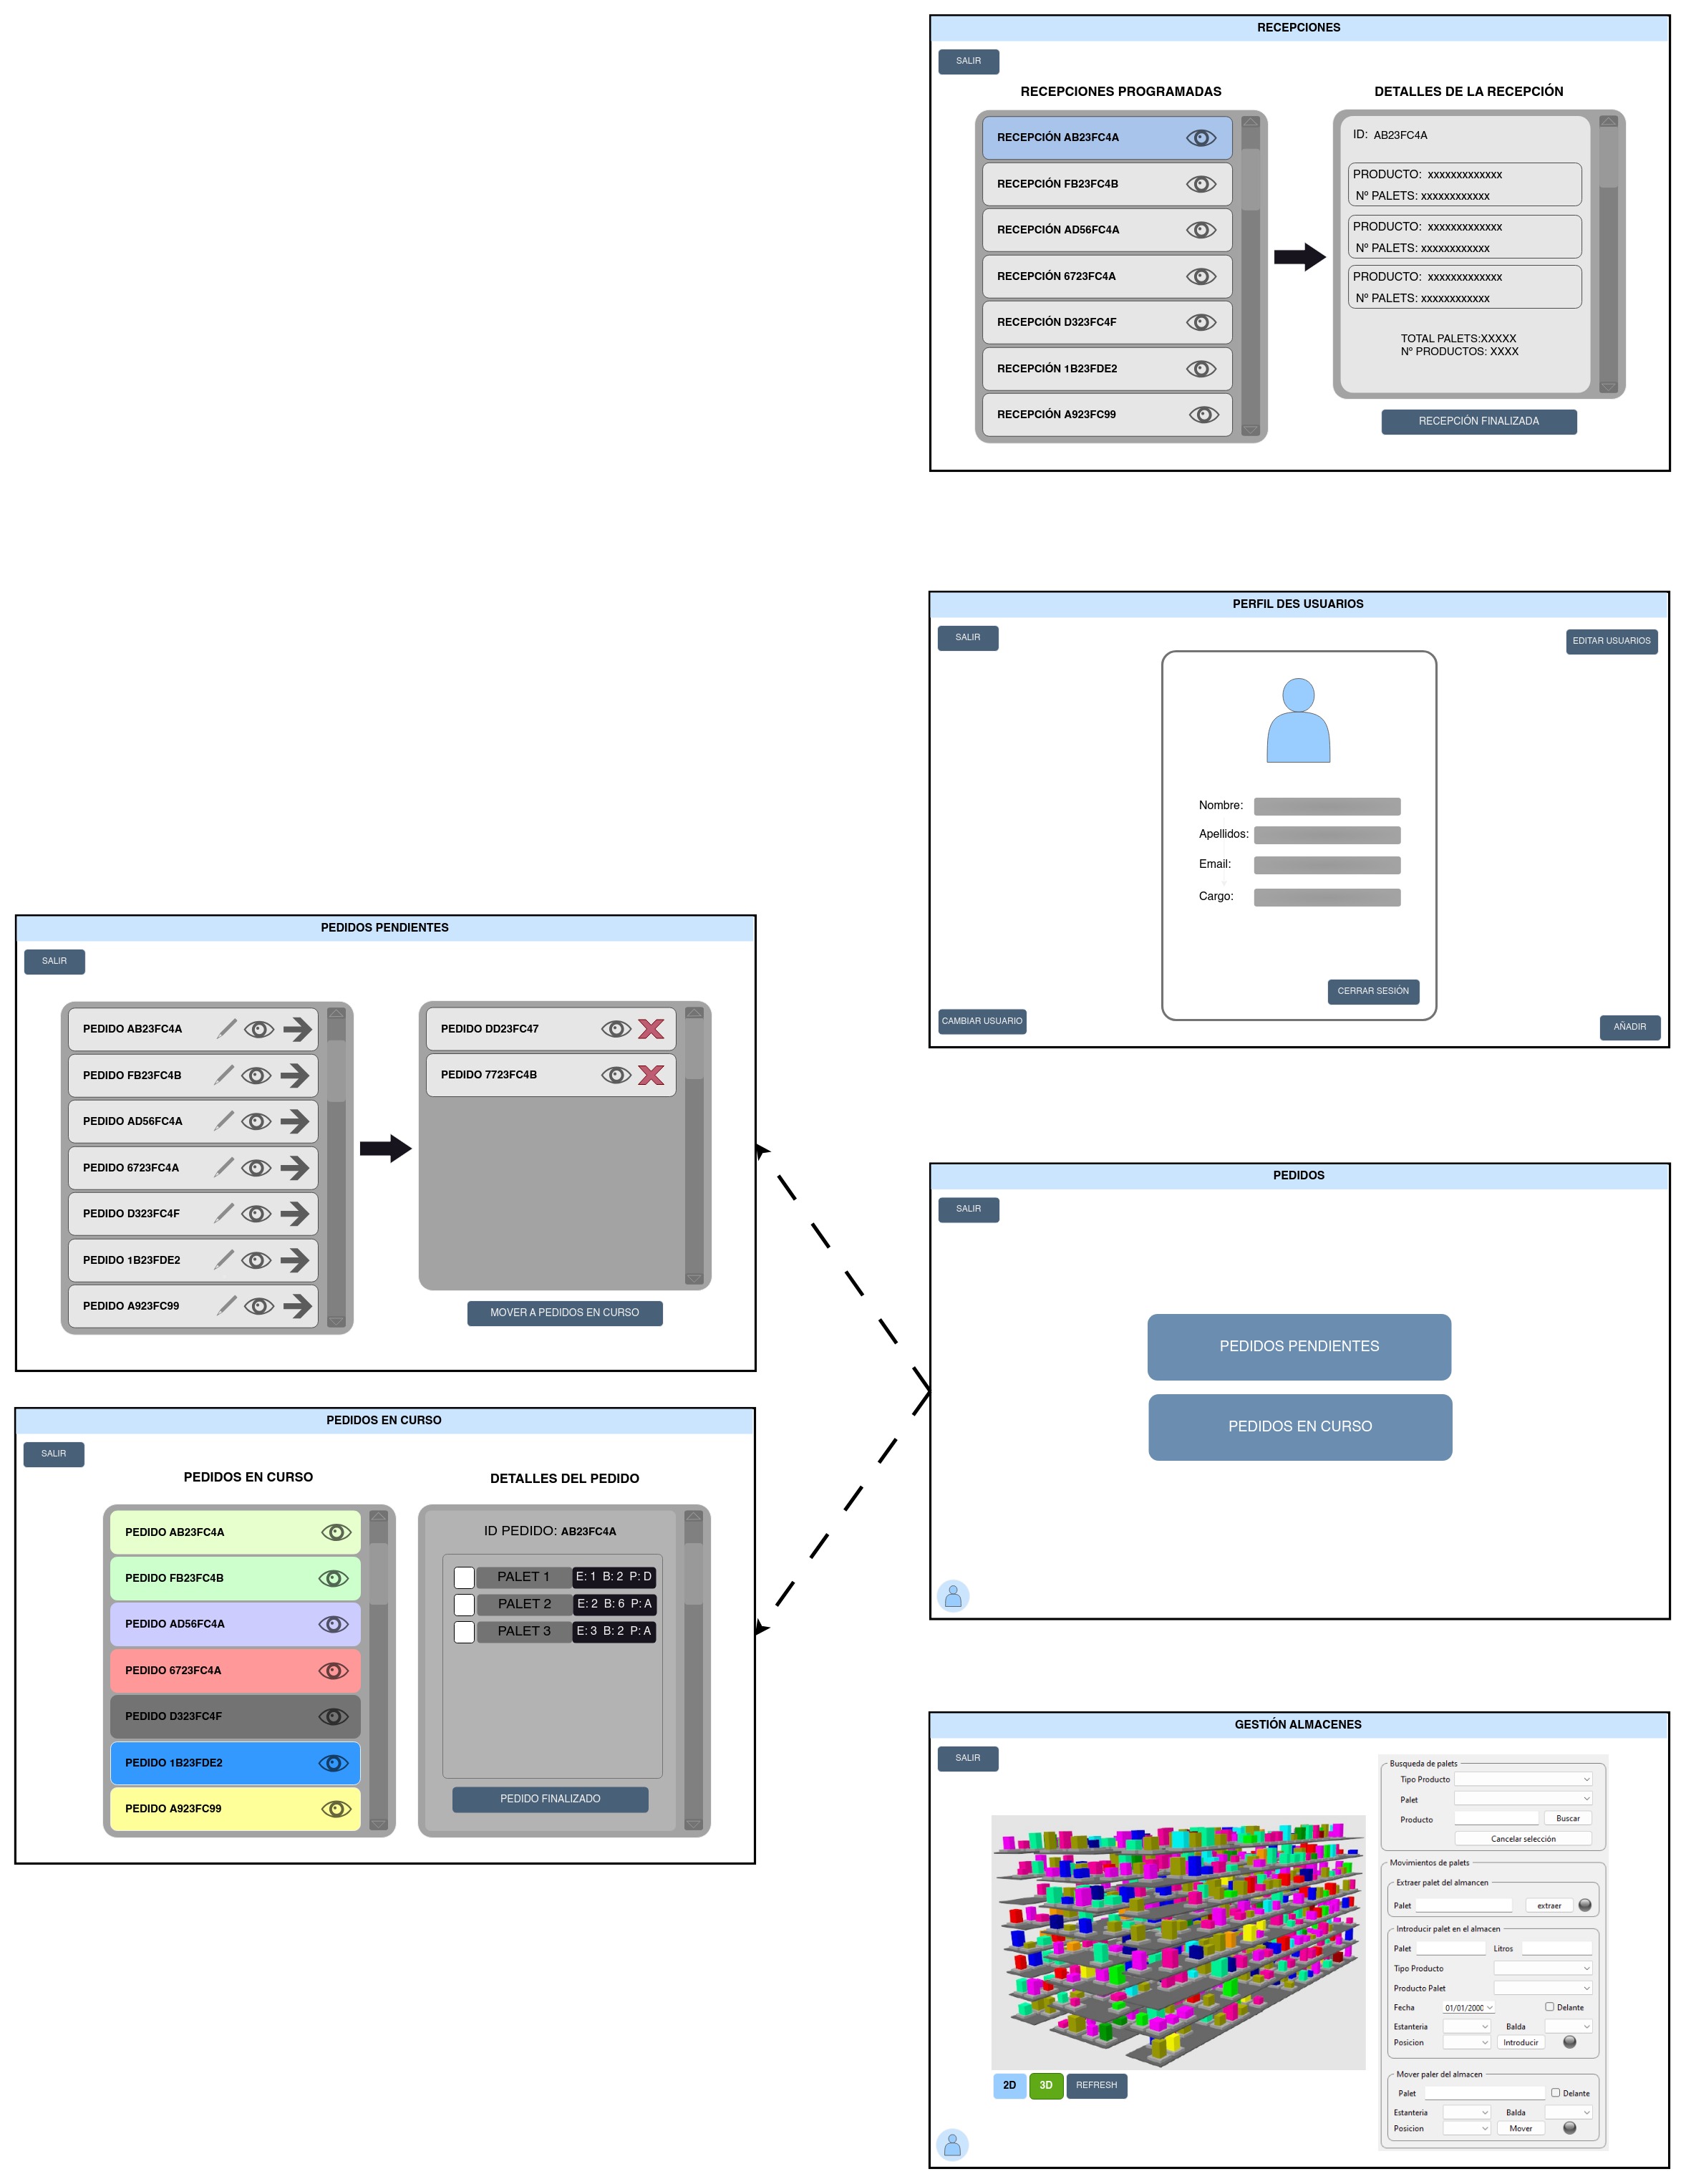 RECEPCIONES
SALIR
RECEPCIONES PROGRAMADAS
RECEPCIÓN AB23FC4A
RECEPCIÓN FB23FC4B
RECEPCIÓN AD56FC4A
RECEPCIÓN 6723FC4A
RECEPCIÓN D323FC4F
RECEPCIÓN 1B23FDE2
RECEPCIÓN A923FC99
DETALLES DE LA RECEPCIÓN
ID: AB23FC4A
PRODUCTO: xxxxxxxxxxxxx
Nº PALETS: xxxxxxxxxxxx
PRODUCTO: xxxxxxxxxxxxx
Nº PALETS: xxxxxxxxxxxx
PRODUCTO: xxxxxxxxxxxxx
Nº PALETS: xxxxxxxxxxxx
TOTAL PALETS:XXXXX
Nº PRODUCTOS: XXXX
RECEPCIÓN FINALIZADA
PERFIL DES USUARIOS
SALIR
EDITAR USUARIOS
Nombre:
Apellidos:
Email:
Cargo:
CERRAR SESIÓN
CAMBIAR USUARIO
AÑADIR
PEDIDOS PENDIENTES
SALIR
PEDIDO AB23FC4A
PEDIDO FB23FC4B
PEDIDO AD56FC4A
PEDIDO 6723FC4A
PEDIDO D323FC4F
PEDIDO 1B23FDE2
PEDIDO A923FC99
PEDIDO DD23FC47
PEDIDO 7723FC4B
MOVER A PEDIDOS EN CURSO
PEDIDOS
SALIR
PEDIDOS PENDIENTES
PEDIDOS EN CURSO
PEDIDOS EN CURSO
SALIR
PEDIDOS EN CURSO
PEDIDO AB23FC4A
PEDIDO FB23FC4B
PEDIDO AD56FC4A
PEDIDO 6723FC4A
PEDIDO D323FC4F
PEDIDO 1B23FDE2
PEDIDO A923FC99
DETALLES DEL PEDIDO
ID PEDIDO: AB23FC4A
PALET 1 E: 1 B: 2 P: D
PALET 2 E: 2 B: 6 P: A
PALET 3 E: 3 B: 2 P: A
PEDIDO FINALIZADO
GESTIÓN ALMACENES
SALIR
2D 3D REFRESH
Busqueda de palets
Tipo Producto
Palet
Producto Buscar
Cancelar selección
Movimientos de palets
Extraer palet del almancen
Palet extraer
Introducir palet en el almacen
Palet Litros
Tipo Producto
Producto Palet
Fecha 01/01/2000 Delante
Estanteria Balda
Posicion Introducir
Mover paler del almacen
Palet Delante
Estanteria Balda
Posicion Mover